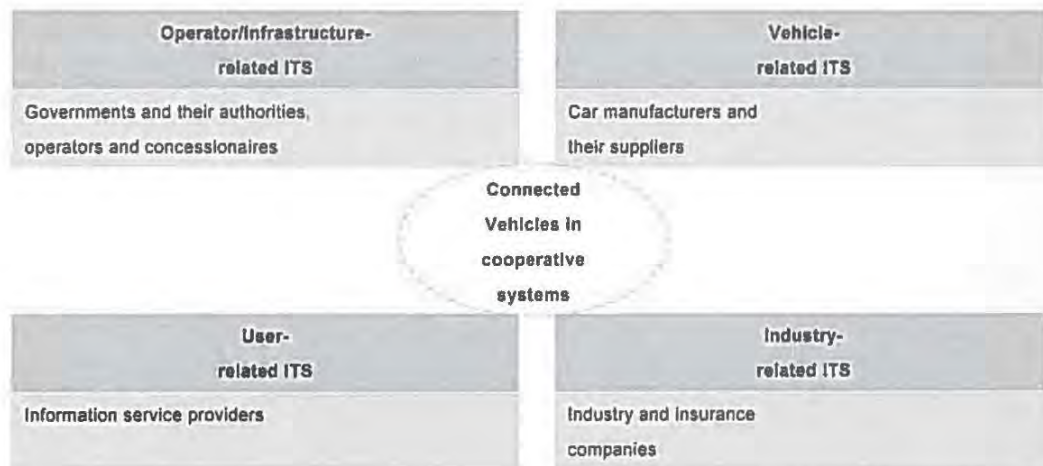 Operator/Infrastructure-
related ITS
Governments and their authorities,
operators and concessionaires
Vehicle-
related ITS
Car manufacturers and
their suppliers
Connected
Vehicles in
cooperative
systems
User-
related ITS
Information service providers
Industry-
related ITS
Industry and insurance
companies